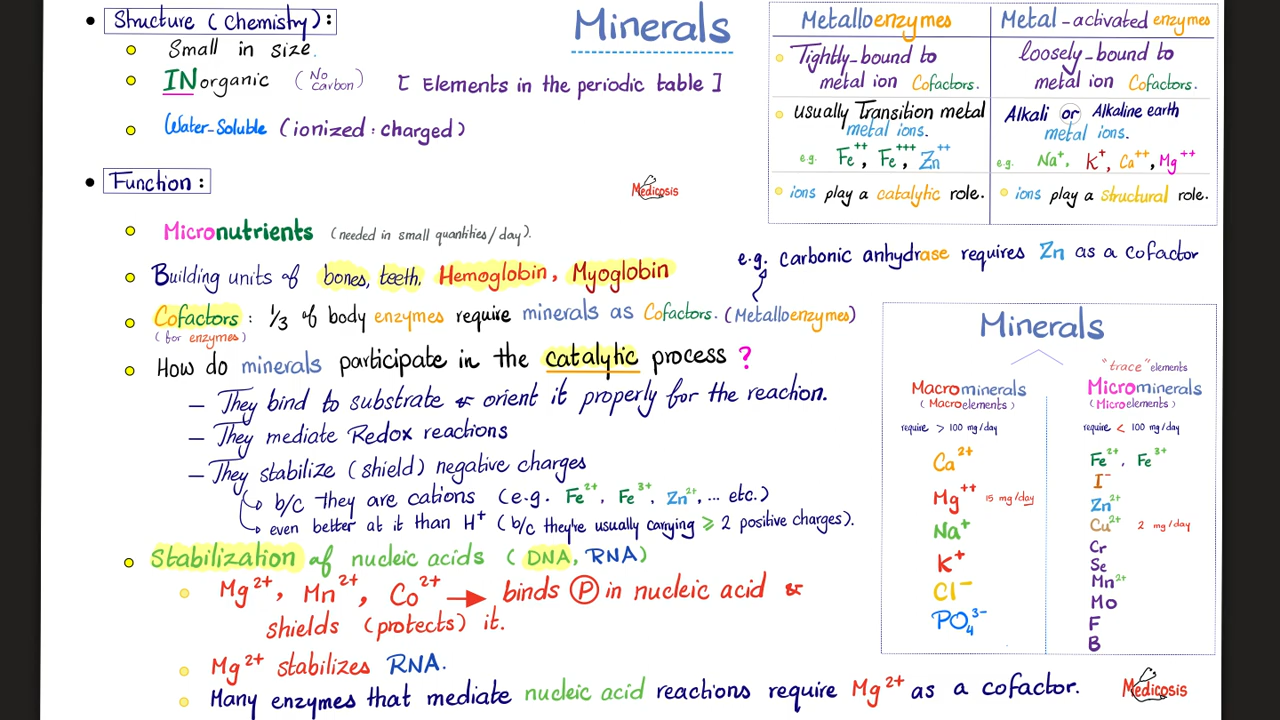 Minerals
• Structure (Chemistry):
Small in size.
INorganic (No carbon) [Elements in the periodic table]
Water-Soluble (ionized: charged)
• Function:
Medicosis
Micronutrients (needed in small quantities/day).
Building units of bones, teeth, Hemoglobin, Myoglobin
Cofactors: 1/3 of body enzymes require minerals as Cofactors. (Metalloenzymes)
(for enzymes)
e.g. carbonic anhydrase requires Zn as a cofactor
How do minerals participate in the catalytic process ?
– They bind to substrate & orient it properly for the reaction.
– They mediate Redox reactions
– They stabilize (shield) negative charges
b/c they are cations (e.g. Fe²⁺, Fe³⁺, Zn²⁺, ... etc.)
even better at it than H⁺ (b/c they're usually carrying ⩾ 2 positive charges).
Stabilization of nucleic acids (DNA, RNA)
Mg²⁺, Mn²⁺, Co²⁺ → binds Ⓟ in nucleic acid &
shields (protects) it.
Mg²⁺ stabilizes RNA.
Many enzymes that mediate nucleic acid reactions require Mg²⁺ as a cofactor.
Metalloenzymes
Tightly-bound to
metal ion Cofactors.
usually Transition metal
metal ions.
e.g. Fe⁺⁺, Fe⁺⁺⁺, Zn⁺⁺
ions play a catalytic role.
Metal-activated enzymes
loosely-bound to
metal ion Cofactors.
Alkali or Alkaline earth
metal ions.
e.g. Na⁺, K⁺, Ca⁺⁺, Mg⁺⁺
ions play a structural role.
Minerals
Macrominerals
(Macroelements)
require > 100 mg/day
Ca²⁺
Mg⁺⁺ 15 mg/day
Na⁺
K⁺
Cl⁻
PO₄³⁻
"trace" elements
Microminerals
(Microelements)
require < 100 mg/day
Fe²⁺, Fe³⁺
I⁻
Zn²⁺
Cu²⁺ 2 mg/day
Cr
Se
Mn²⁺
Mo
F
B
Medicosis